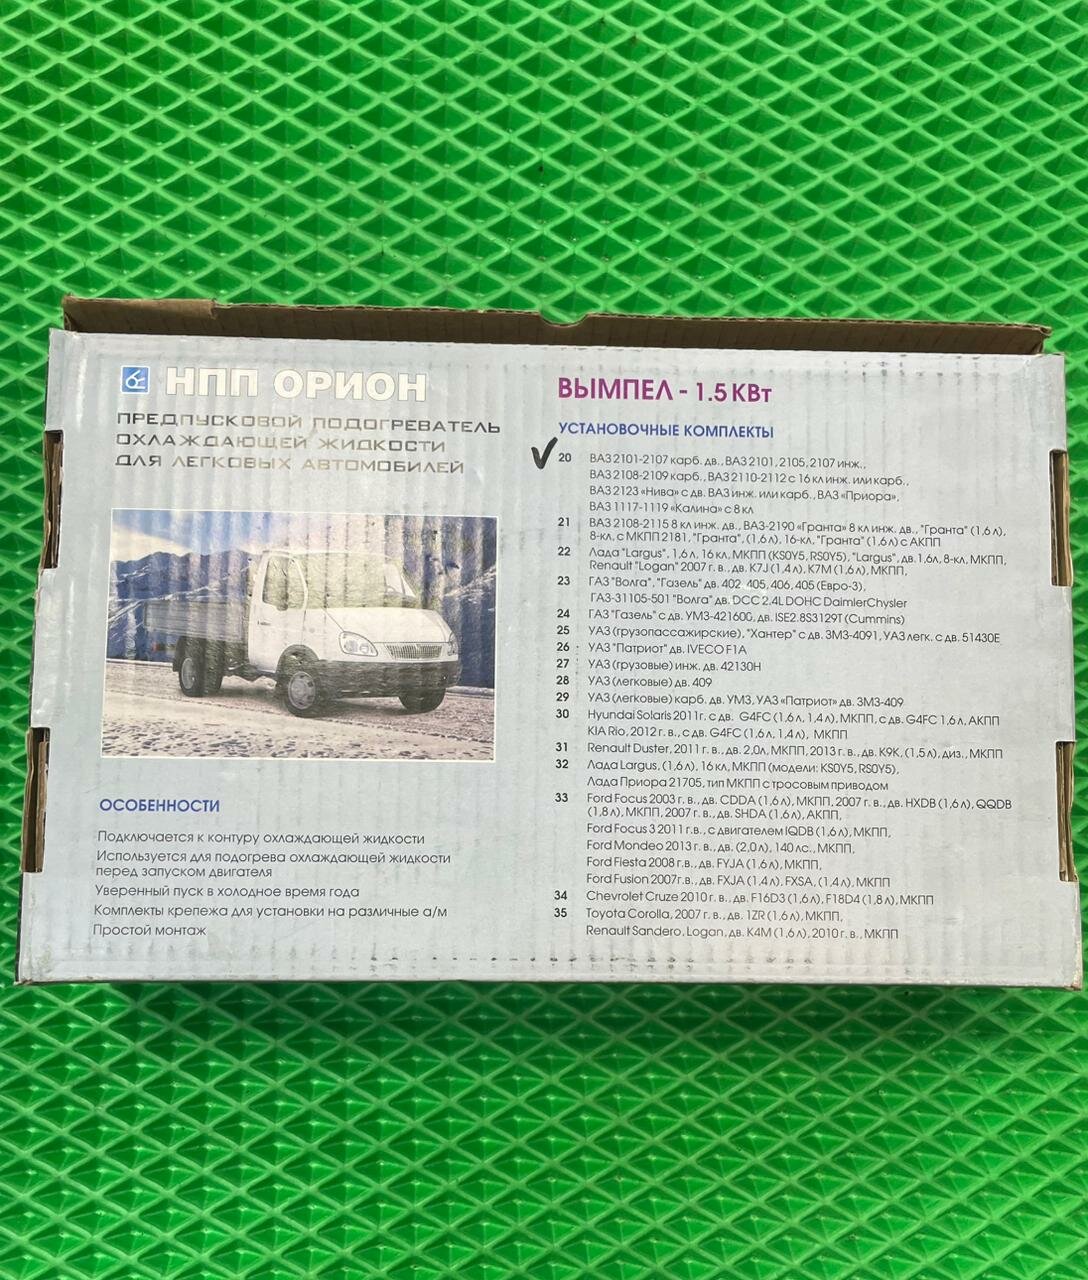 НПП ОРИОН
ПРЕДПУСКОВОЙ ПОДОГРЕВАТЕЛЬ
ОХЛАЖДАЮЩЕЙ ЖИДКОСТИ
ДЛЯ ЛЕГКОВЫХ АВТОМОБИЛЕЙ
ОСОБЕННОСТИ
Подключается к контуру охлаждающей жидкости
Используется для подогрева охлаждающей жидкости
перед запуском двигателя
Уверенный пуск в холодное время года
Комплекты крепежа для установки на различные а/м
Простой монтаж
ВЫМПЕЛ - 1.5 КВт
УСТАНОВОЧНЫЕ КОМПЛЕКТЫ
20 ВАЗ 2101-2107 карб. дв., ВАЗ 2101, 2105, 2107 инж.,
ВАЗ 2108-2109 карб., ВАЗ 2110-2112 с 16 кл инж. или карб.,
ВАЗ 2123 «Нива» с дв. ВАЗ инж. или карб., ВАЗ «Приора»,
ВАЗ 1117-1119 «Калина» с 8 кл
21 ВАЗ 2108-2115 8 кл инж. дв., ВАЗ-2190 «Гранта» 8 кл инж. дв., "Гранта" (1,6 л),
8-кл, с МКПП 2181, "Гранта", (1,6 л), 16-кл, "Гранта" (1,6 л) с АКПП
22 Лада "Largus", 1,6 л, 16 кл, МКПП (KS0Y5, RS0Y5), "Largus", дв. 1,6л, 8-кл, МКПП,
Renault "Logan" 2007 г. в., дв. K7J (1,4 л), K7M (1,6 л), МКПП,
23 ГАЗ "Волга", "Газель" дв. 402, 405, 406, 405 (Евро-3),
ГАЗ-31105-501 "Волга" дв. DCC 2.4L DOHC DaimlerChysler
24 ГАЗ "Газель" с дв. УМЗ-421600, дв. ISE2.8S3129T (Cummins)
25 УАЗ (грузопассажирские), "Хантер" с дв. ЗМЗ-4091, УАЗ легк. с дв. 51430Е
26 УАЗ "Патриот" дв. IVECO F1A
27 УАЗ (грузовые) инж. дв. 42130Н
28 УАЗ (легковые) дв. 409
29 УАЗ (легковые) карб. дв. УМЗ, УАЗ «Патриот» дв. ЗМЗ-409
30 Hyundai Solaris 2011г. с дв. G4FC (1,6 л, 1,4 л), МКПП, с дв. G4FC 1,6 л, АКПП
KIA Rio, 2012 г. в., с дв. G4FC (1,6л, 1,4 л), МКПП
31 Renault Duster, 2011 г. в., дв. 2,0л, МКПП, 2013 г. в., дв. K9K, (1,5 л), диз., МКПП
32 Лада Largus, (1,6 л), 16 кл, МКПП (модели: KS0Y5, RS0Y5),
Лада Приора 21705, тип МКПП с тросовым приводом
33 Ford Focus 2003 г. в., дв. CDDA (1,6 л), МКПП, 2007 г. в., дв. HXDB (1,6 л), QQDB
(1,8 л), МКПП, 2007 г. в., дв. SHDA (1,6 л), АКПП,
Ford Focus 3 2011 г.в., с двигателем IQDB (1,6 л), МКПП,
Ford Mondeo 2013 г. в., дв. (2,0 л), 140 лс., МКПП,
Ford Fiesta 2008 г.в., дв. FYJA (1,6 л), МКПП,
Ford Fusion 2007г.в., дв. FXJA (1,4 л), FXSA, (1,4 л), МКПП
34 Chevrolet Cruze 2010 г. в., дв. F16D3 (1,6 л), F18D4 (1,8 л), МКПП
35 Toyota Corolla, 2007 г. в., дв. 1ZR (1,6 л), МКПП,
Renault Sandero, Logan, дв. K4M (1,6 л), 2010 г. в., МКПП